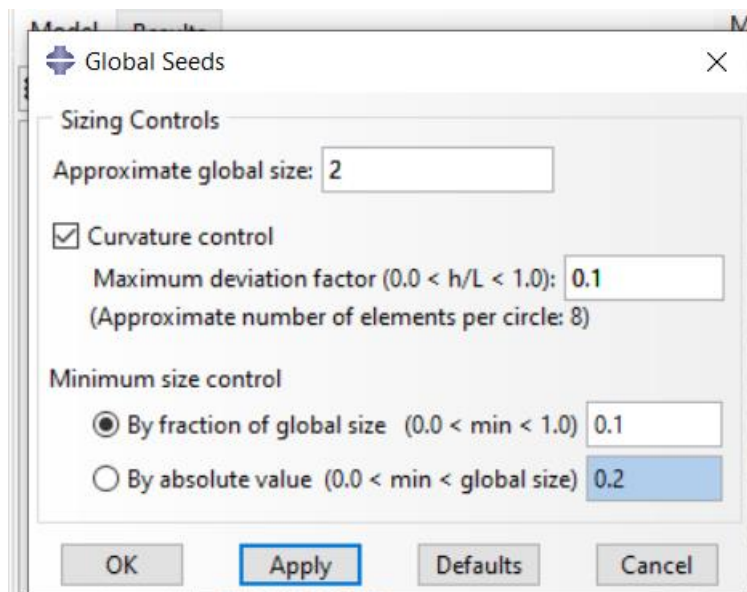 Model Results M
Global Seeds
Sizing Controls
Approximate global size: 2
Curvature control
Maximum deviation factor (0.0 < h/L < 1.0): 0.1
(Approximate number of elements per circle: 8)
Minimum size control
By fraction of global size (0.0 < min < 1.0) 0.1
By absolute value (0.0 < min < global size) 0.2
OK Apply Defaults Cancel